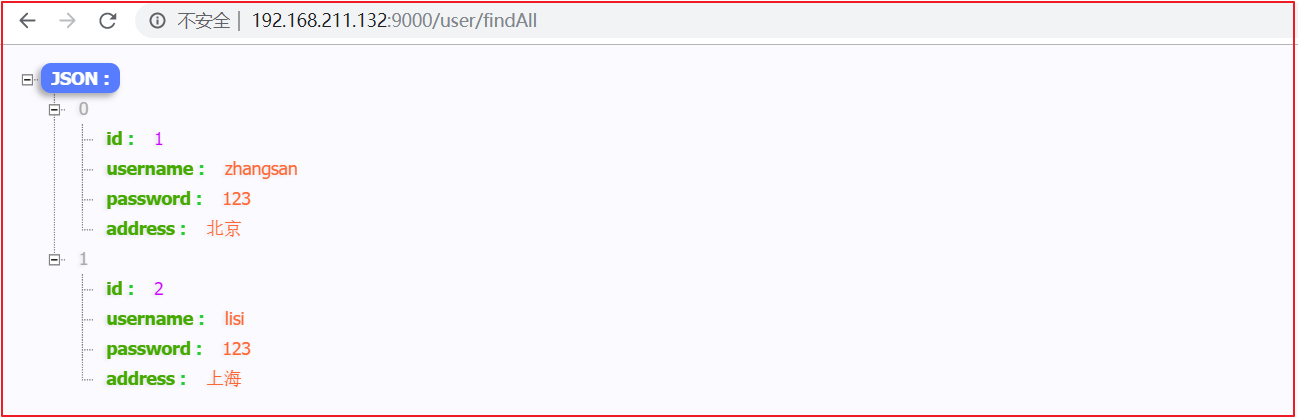 不安全 | 192.168.211.132:9000/user/findAll
JSON :
0
id : 1
username : zhangsan
password : 123
address : 北京
1
id : 2
username : lisi
password : 123
address : 上海